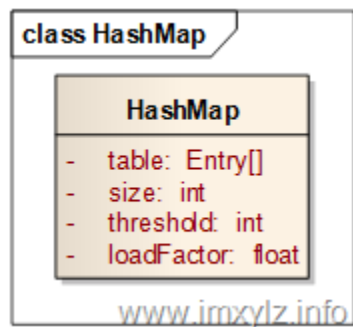 class HashMap
HashMap
- table: Entry[]
- size: int
- threshold: int
- loadFactor: float
www.imxylz.info